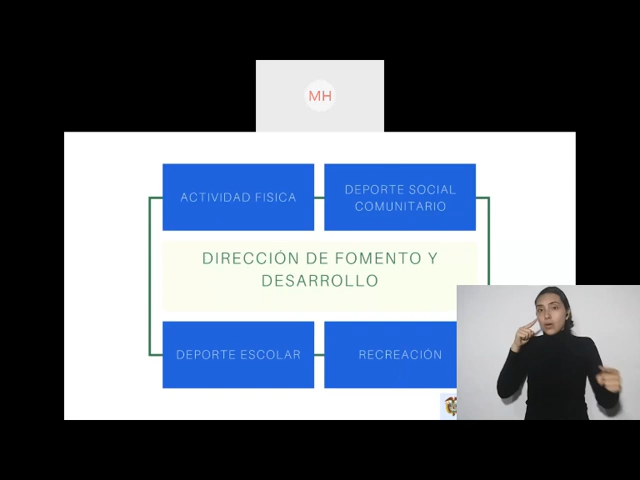 MH
ACTIVIDAD FISICA
DEPORTE SOCIAL
COMUNITARIO
DIRECCIÓN DE FOMENTO Y
DESARROLLO
DEPORTE ESCOLAR
RECREACIÓN